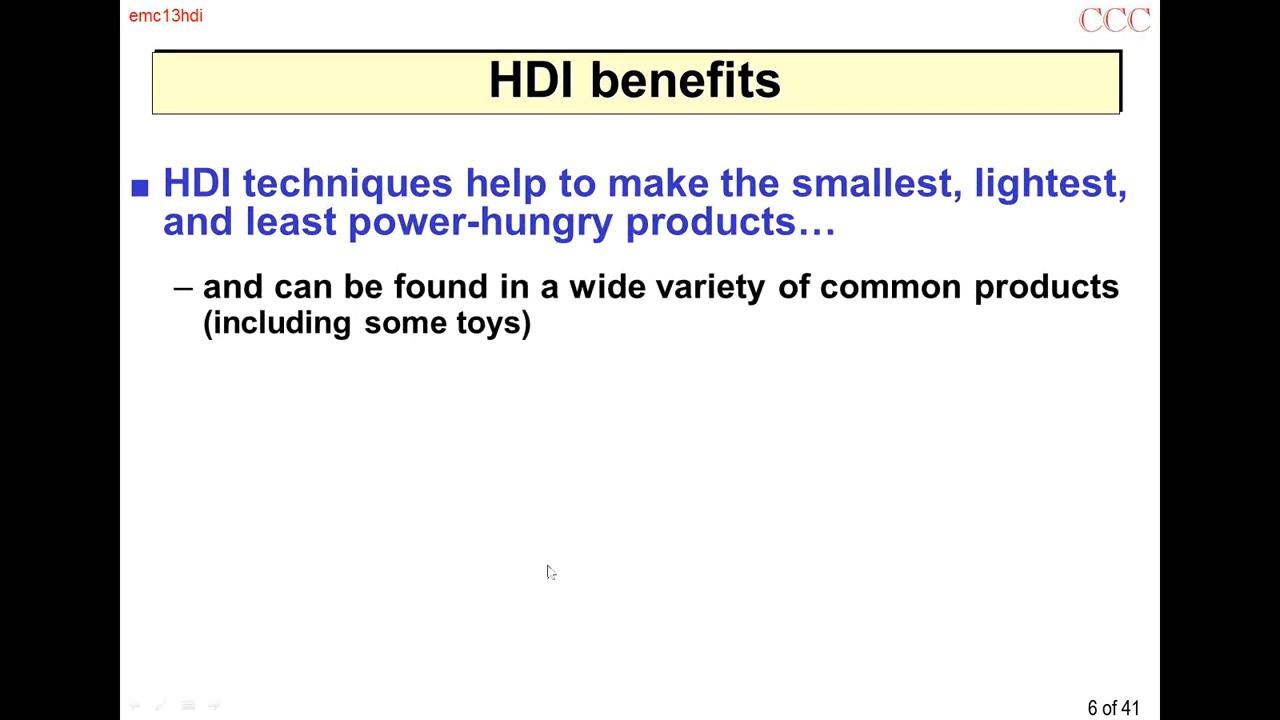 emc13hdi
CCC
HDI benefits
■ HDI techniques help to make the smallest, lightest,
and least power-hungry products…
– and can be found in a wide variety of common products
(including some toys)
6 of 41